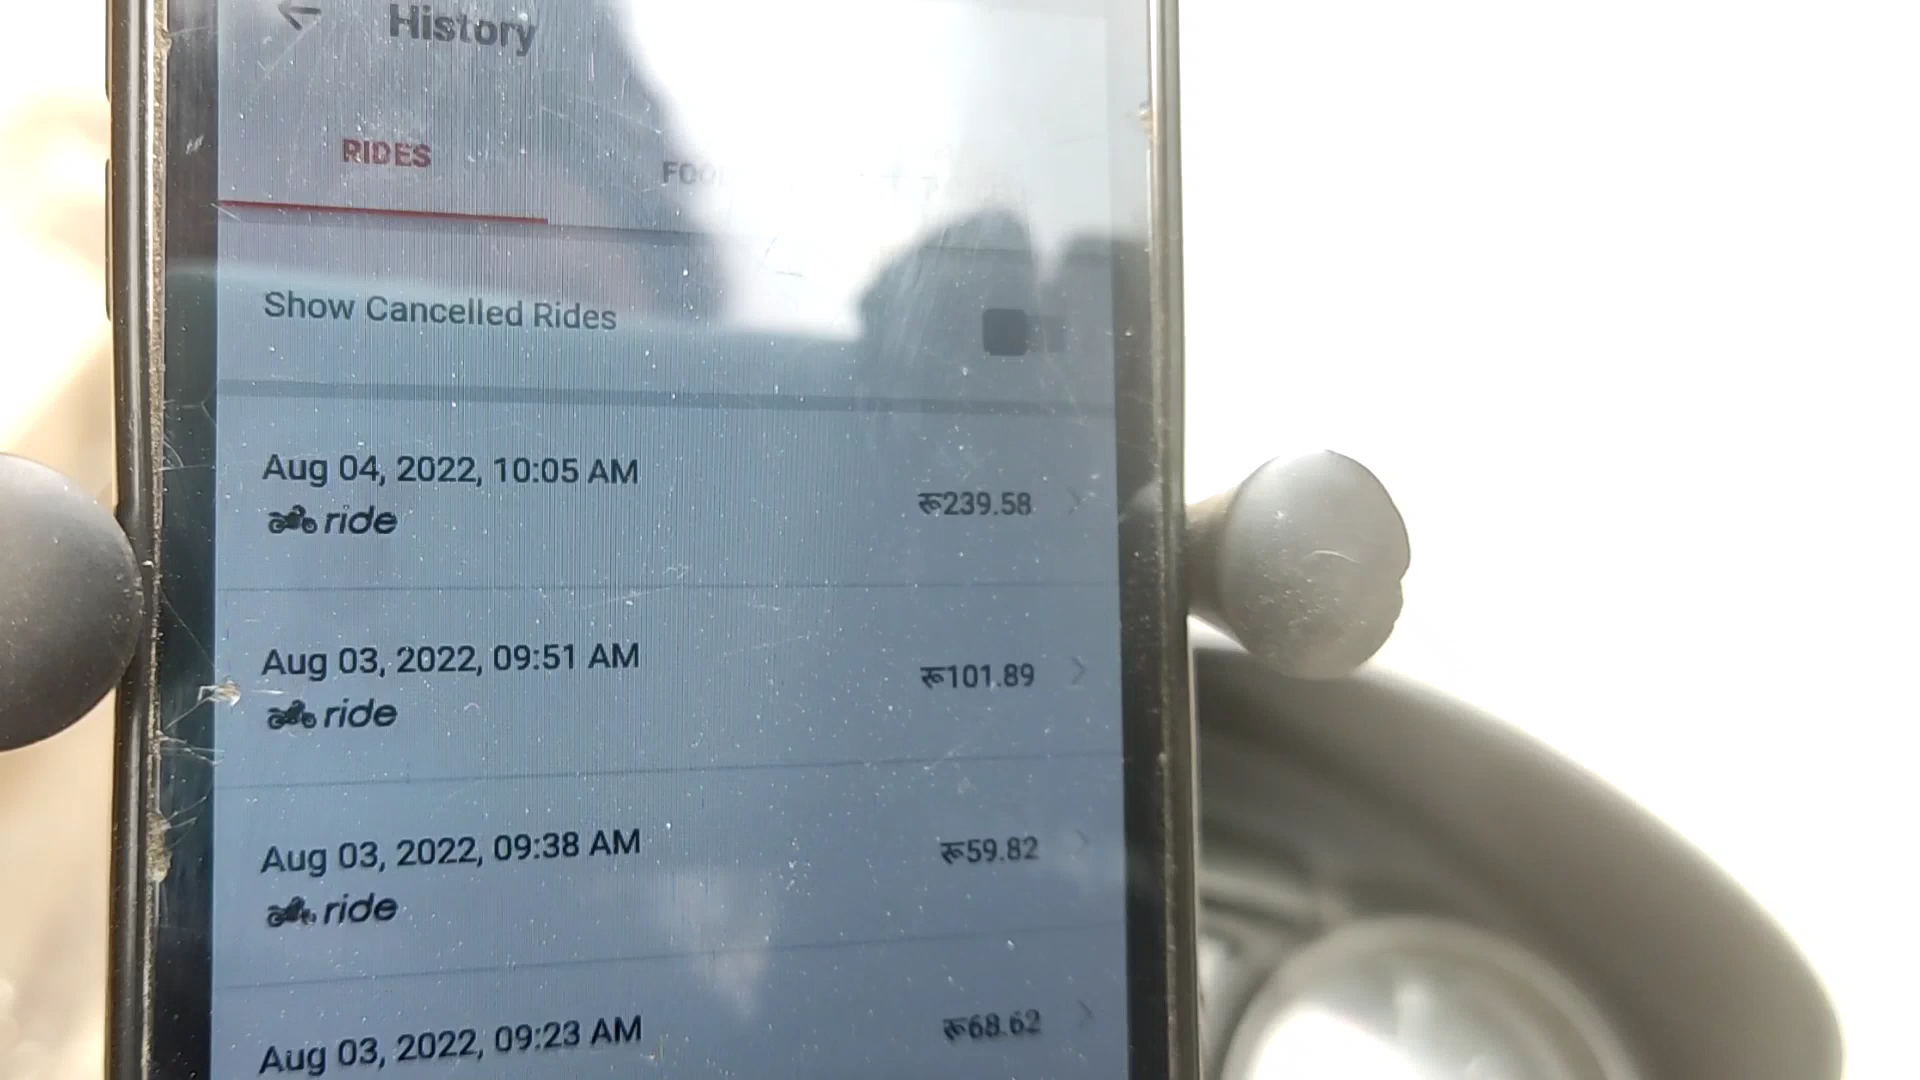 History
RIDES
FOO
Show Cancelled Rides
Aug 04, 2022, 10:05 AM
रू239.58
ride
Aug 03, 2022, 09:51 AM
रू101.89
ride
Aug 03, 2022, 09:38 AM
रू59.82
ride
Aug 03, 2022, 09:23 AM
रू68.62